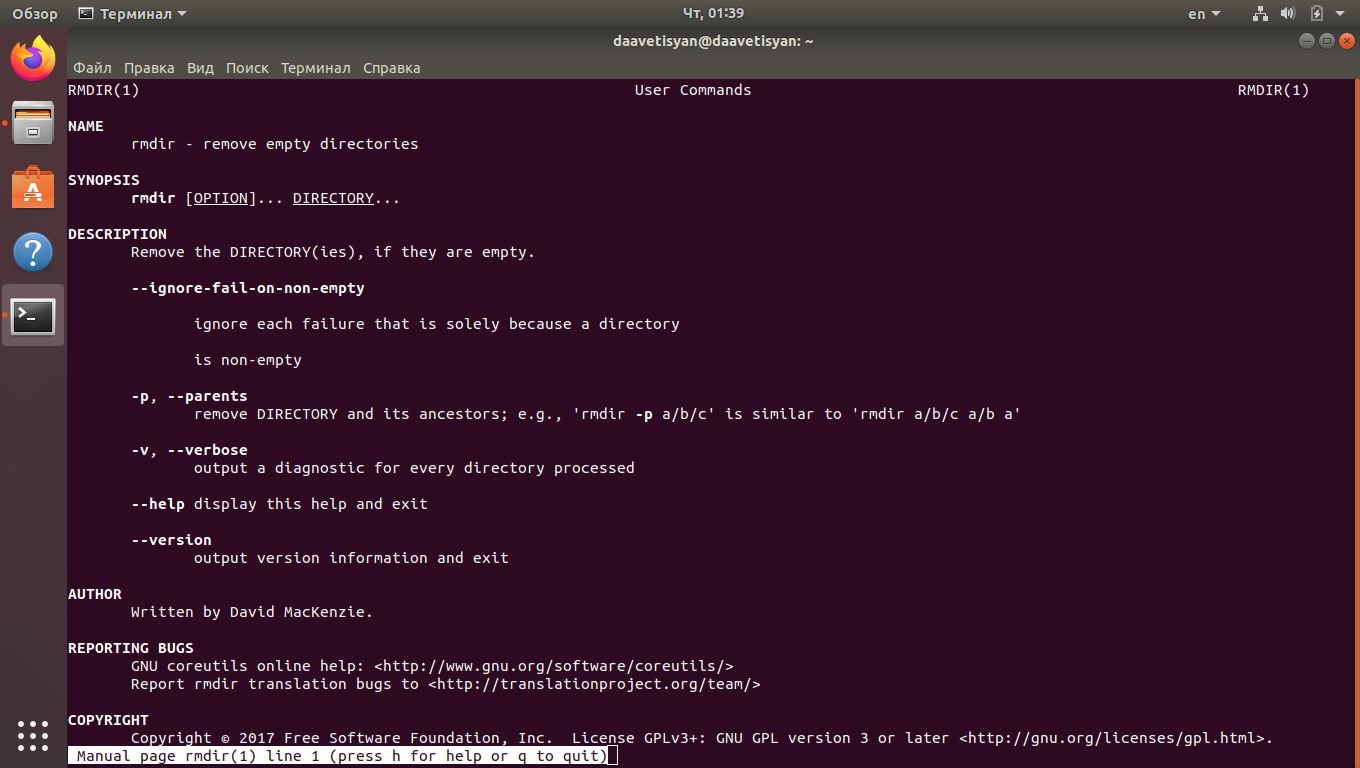 Обзор Терминал Чт, 01:39 en
daavetisyan@daavetisyan: ~
Файл Правка Вид Поиск Терминал Справка
RMDIR(1) User Commands RMDIR(1)
NAME
rmdir - remove empty directories
SYNOPSIS
rmdir [OPTION]... DIRECTORY...
DESCRIPTION
Remove the DIRECTORY(ies), if they are empty.
--ignore-fail-on-non-empty
ignore each failure that is solely because a directory
is non-empty
-p, --parents
remove DIRECTORY and its ancestors; e.g., 'rmdir -p a/b/c' is similar to 'rmdir a/b/c a/b a'
-v, --verbose
output a diagnostic for every directory processed
--help display this help and exit
--version
output version information and exit
AUTHOR
Written by David MacKenzie.
REPORTING BUGS
GNU coreutils online help: <http://www.gnu.org/software/coreutils/>
Report rmdir translation bugs to <http://translationproject.org/team/>
COPYRIGHT
Copyright © 2017 Free Software Foundation, Inc.  License GPLv3+: GNU GPL version 3 or later <http://gnu.org/licenses/gpl.html>.
Manual page rmdir(1) line 1 (press h for help or q to quit)